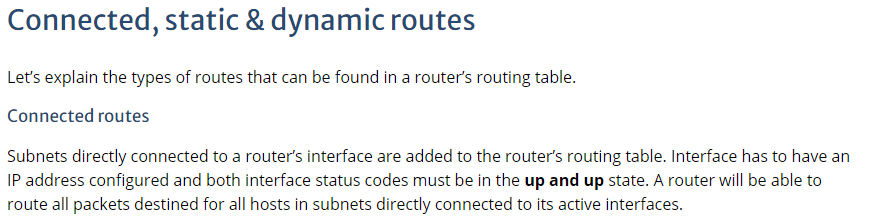 Connected, static & dynamic routes
Let’s explain the types of routes that can be found in a router’s routing table.
Connected routes
Subnets directly connected to a router’s interface are added to the router’s routing table. Interface has to have an
IP address configured and both interface status codes must be in the up and up state. A router will be able to
route all packets destined for all hosts in subnets directly connected to its active interfaces.